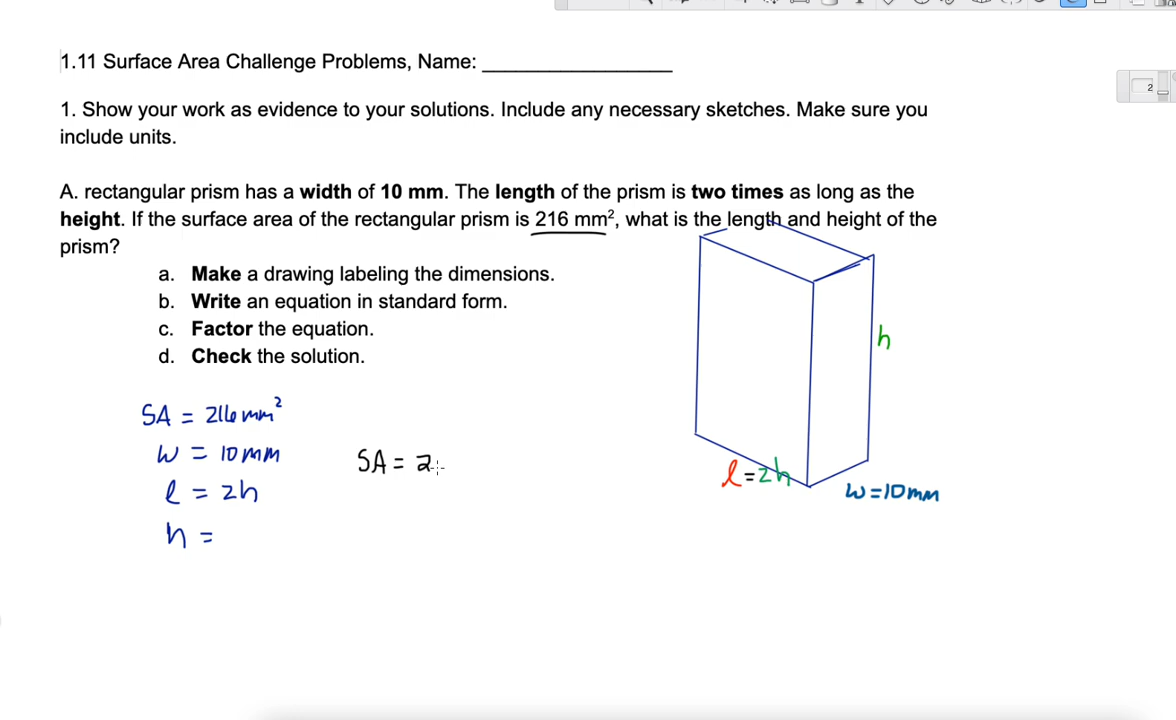 1.11 Surface Area Challenge Problems, Name: _________________
1. Show your work as evidence to your solutions. Include any necessary sketches. Make sure you
include units.
A. rectangular prism has a width of 10 mm. The length of the prism is two times as long as the
height. If the surface area of the rectangular prism is 216 mm², what is the length and height of the
prism?
a. Make a drawing labeling the dimensions.
b. Write an equation in standard form.
c. Factor the equation.
d. Check the solution.
SA = 216 mm²
w = 10 mm
l = 2h
h =
SA = 2
h
l = 2h
w = 10 mm
2